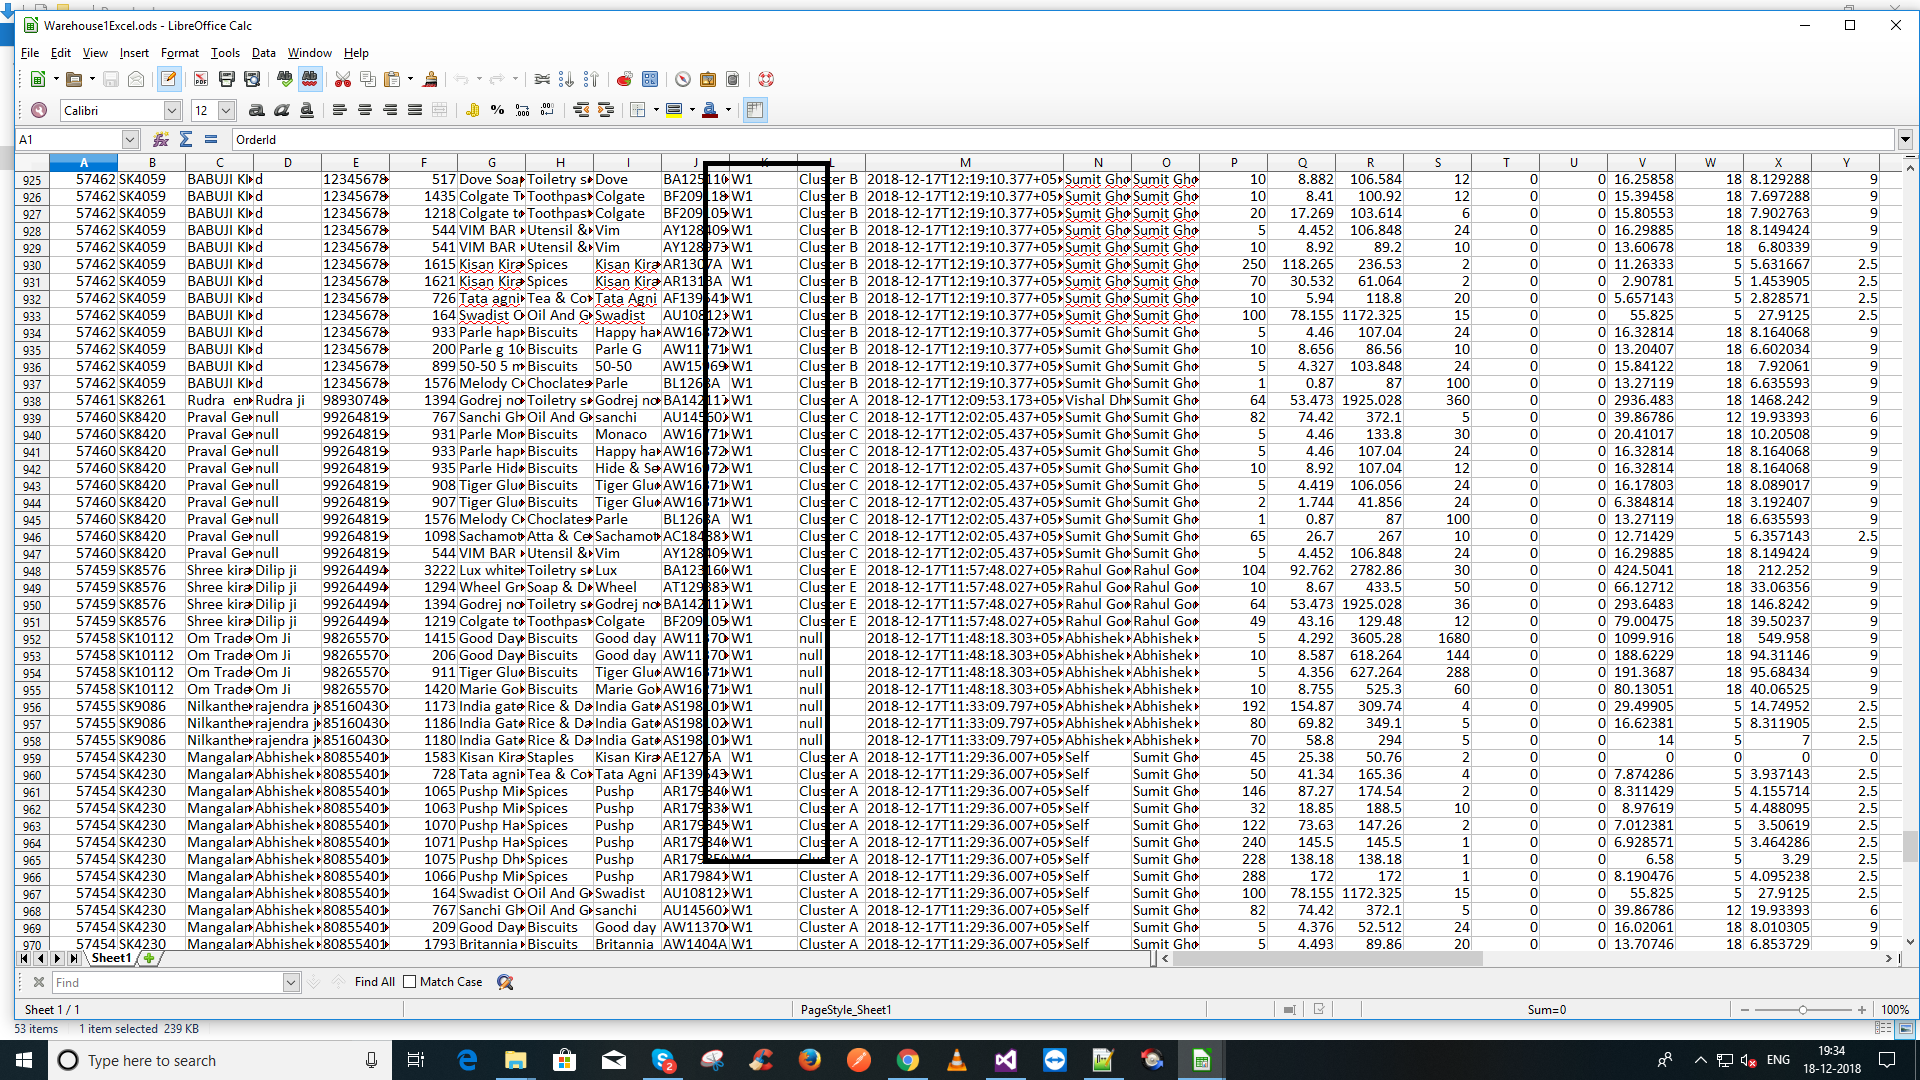 Warehouse1Excel.ods - LibreOffice Calc
File Edit View Insert Format Tools Data Window Help
Calibri 12
A1 OrderId
A B C D E F G H I J K L M N O P Q R S T U V W X Y
925 57462 SK4059 BABUJI KI d 12345678 517 Dove Soa Toiletry s Dove W1 Cluster B 2018-12-17T12:19:10.377+05 Sumit Gho Sumit Gho 10 8.882 106.584 12 0 0 16.25858 18 8.129288 9
926 57462 SK4059 BABUJI KI d 12345678 1435 Colgate T Toothpas Colgate W1 Cluster B 2018-12-17T12:19:10.377+05 Sumit Gho Sumit Gho 10 8.41 100.92 12 0 0 15.39458 18 7.697288 9
927 57462 SK4059 BABUJI KI d 12345678 1218 Colgate to Toothpas Colgate W1 Cluster B 2018-12-17T12:19:10.377+05 Sumit Gho Sumit Gho 20 17.269 103.614 6 0 0 15.80553 18 7.902763 9
928 57462 SK4059 BABUJI KI d 12345678 544 VIM BAR Utensil & Vim W1 Cluster B 2018-12-17T12:19:10.377+05 Sumit Gho Sumit Gho 5 4.452 106.848 24 0 0 16.29885 18 8.149424 9
929 57462 SK4059 BABUJI KI d 12345678 541 VIM BAR Utensil & Vim W1 Cluster B 2018-12-17T12:19:10.377+05 Sumit Gho Sumit Gho 10 8.92 89.2 10 0 0 13.60678 18 6.80339 9
930 57462 SK4059 BABUJI KI d 12345678 1615 Kisan Kira Spices Kisan Kira W1 Cluster B 2018-12-17T12:19:10.377+05 Sumit Gho Sumit Gho 250 118.265 236.53 2 0 0 11.26333 5 5.631667 2.5
931 57462 SK4059 BABUJI KI d 12345678 1621 Kisan Kira Spices Kisan Kira W1 Cluster B 2018-12-17T12:19:10.377+05 Sumit Gho Sumit Gho 70 30.532 61.064 2 0 0 2.90781 5 1.453905 2.5
932 57462 SK4059 BABUJI KI d 12345678 726 Tata agni Tea & Co Tata Agni W1 Cluster B 2018-12-17T12:19:10.377+05 Sumit Gho Sumit Gho 10 5.94 118.8 20 0 0 5.657143 5 2.828571 2.5
933 57462 SK4059 BABUJI KI d 12345678 164 Swadist O Oil And G Swadist W1 Cluster B 2018-12-17T12:19:10.377+05 Sumit Gho Sumit Gho 100 78.155 1172.325 15 0 0 55.825 5 27.9125 2.5
934 57462 SK4059 BABUJI KI d 12345678 933 Parle hap Biscuits Happy ha W1 Cluster B 2018-12-17T12:19:10.377+05 Sumit Gho Sumit Gho 5 4.46 107.04 24 0 0 16.32814 18 8.164068 9
935 57462 SK4059 BABUJI KI d 12345678 200 Parle g 10 Biscuits Parle G W1 Cluster B 2018-12-17T12:19:10.377+05 Sumit Gho Sumit Gho 10 8.656 86.56 10 0 0 13.20407 18 6.602034 9
936 57462 SK4059 BABUJI KI d 12345678 899 50-50 5 m Biscuits 50-50 W1 Cluster B 2018-12-17T12:19:10.377+05 Sumit Gho Sumit Gho 5 4.327 103.848 24 0 0 15.84122 18 7.92061 9
937 57462 SK4059 BABUJI KI d 12345678 1576 Melody C Choclates Parle W1 Cluster B 2018-12-17T12:19:10.377+05 Sumit Gho Sumit Gho 1 0.87 87 100 0 0 13.27119 18 6.635593 9
938 57461 SK8261 Rudra en Rudra ji 98930748 1394 Godrej no Toiletry s Godrej no W1 Cluster A 2018-12-17T12:09:53.173+05 Vishal Dh Sumit Gho 64 53.473 1925.028 360 0 0 2936.483 18 1468.242 9
939 57460 SK8420 Praval Ge null 99264819 767 Sanchi Gh Oil And G sanchi W1 Cluster C 2018-12-17T12:02:05.437+05 Sumit Gho Sumit Gho 82 74.42 372.1 5 0 0 39.86786 12 19.93393 6
940 57460 SK8420 Praval Ge null 99264819 931 Parle Mon Biscuits Monaco W1 Cluster C 2018-12-17T12:02:05.437+05 Sumit Gho Sumit Gho 5 4.46 133.8 30 0 0 20.41017 18 10.20508 9
941 57460 SK8420 Praval Ge null 99264819 933 Parle hap Biscuits Happy ha W1 Cluster C 2018-12-17T12:02:05.437+05 Sumit Gho Sumit Gho 5 4.46 107.04 24 0 0 16.32814 18 8.164068 9
942 57460 SK8420 Praval Ge null 99264819 935 Parle Hide Biscuits Hide & Se W1 Cluster C 2018-12-17T12:02:05.437+05 Sumit Gho Sumit Gho 10 8.92 107.04 12 0 0 16.32814 18 8.164068 9
943 57460 SK8420 Praval Ge null 99264819 908 Tiger Glu Biscuits Tiger Glu W1 Cluster C 2018-12-17T12:02:05.437+05 Sumit Gho Sumit Gho 5 4.419 106.056 24 0 0 16.17803 18 8.089017 9
944 57460 SK8420 Praval Ge null 99264819 907 Tiger Glu Biscuits Tiger Glu W1 Cluster C 2018-12-17T12:02:05.437+05 Sumit Gho Sumit Gho 2 1.744 41.856 24 0 0 6.384814 18 3.192407 9
945 57460 SK8420 Praval Ge null 99264819 1576 Melody C Choclates Parle W1 Cluster C 2018-12-17T12:02:05.437+05 Sumit Gho Sumit Gho 1 0.87 87 100 0 0 13.27119 18 6.635593 9
946 57460 SK8420 Praval Ge null 99264819 1098 Sachamot Atta & Ce Sachamot W1 Cluster C 2018-12-17T12:02:05.437+05 Sumit Gho Sumit Gho 65 26.7 267 10 0 0 12.71429 5 6.357143 2.5
947 57460 SK8420 Praval Ge null 99264819 544 VIM BAR Utensil & Vim W1 Cluster C 2018-12-17T12:02:05.437+05 Sumit Gho Sumit Gho 5 4.452 106.848 24 0 0 16.29885 18 8.149424 9
948 57459 SK8576 Shree kira Dilip ji 99264494 3222 Lux white Toiletry s Lux W1 Cluster E 2018-12-17T11:57:48.027+05 Rahul Goo Rahul Goo 104 92.762 2782.86 30 0 0 424.5041 18 212.252 9
949 57459 SK8576 Shree kira Dilip ji 99264494 1294 Wheel Gr Soap & D Wheel W1 Cluster E 2018-12-17T11:57:48.027+05 Rahul Goo Rahul Goo 10 8.67 433.5 50 0 0 66.12712 18 33.06356 9
950 57459 SK8576 Shree kira Dilip ji 99264494 1394 Godrej no Toiletry s Godrej no W1 Cluster E 2018-12-17T11:57:48.027+05 Rahul Goo Rahul Goo 64 53.473 1925.028 36 0 0 293.6483 18 146.8242 9
951 57459 SK8576 Shree kira Dilip ji 99264494 1219 Colgate to Toothpas Colgate W1 Cluster E 2018-12-17T11:57:48.027+05 Rahul Goo Rahul Goo 49 43.16 129.48 12 0 0 79.00475 18 39.50237 9
952 57458 SK10112 Om Trade Om Ji 98265570 1415 Good Day Biscuits Good day W1 null 2018-12-17T11:48:18.303+05 Abhishek Abhishek 5 4.292 3605.28 1680 0 0 1099.916 18 549.958 9
953 57458 SK10112 Om Trade Om Ji 98265570 206 Good Day Biscuits Good day W1 null 2018-12-17T11:48:18.303+05 Abhishek Abhishek 10 8.587 618.264 144 0 0 188.6229 18 94.31146 9
954 57458 SK10112 Om Trade Om Ji 98265570 911 Tiger Glu Biscuits Tiger Glu W1 null 2018-12-17T11:48:18.303+05 Abhishek Abhishek 5 4.356 627.264 288 0 0 191.3687 18 95.68434 9
955 57458 SK10112 Om Trade Om Ji 98265570 1420 Marie Gol Biscuits Marie Gol W1 null 2018-12-17T11:48:18.303+05 Abhishek Abhishek 10 8.755 525.3 60 0 0 80.13051 18 40.06525 9
956 57455 SK9086 Nilkanthe rajendra j 85160430 1173 India gate Rice & Da India Gat W1 null 2018-12-17T11:33:09.797+05 Abhishek Abhishek 192 154.87 309.74 4 0 0 29.49905 5 14.74952 2.5
957 57455 SK9086 Nilkanthe rajendra j 85160430 1186 India Gat Rice & Da India Gat W1 null 2018-12-17T11:33:09.797+05 Abhishek Abhishek 80 69.82 349.1 5 0 0 16.62381 5 8.311905 2.5
958 57455 SK9086 Nilkanthe rajendra j 85160430 1180 India Gat Rice & Da India Gat W1 null 2018-12-17T11:33:09.797+05 Abhishek Abhishek 70 58.8 294 5 0 0 14 5 7 2.5
959 57454 SK4230 Mangalar Abhishek 80855401 1583 Kisan Kira Staples Kisan Kira W1 Cluster A 2018-12-17T11:29:36.007+05 Self Sumit Gho 45 25.38 50.76 2 0 0 0 0 0 0
960 57454 SK4230 Mangalar Abhishek 80855401 728 Tata agni Tea & Co Tata Agni W1 Cluster A 2018-12-17T11:29:36.007+05 Self Sumit Gho 50 41.34 165.36 4 0 0 7.874286 5 3.937143 2.5
961 57454 SK4230 Mangalar Abhishek 80855401 1065 Pushp Mi Spices Pushp W1 Cluster A 2018-12-17T11:29:36.007+05 Self Sumit Gho 146 87.27 174.54 2 0 0 8.311429 5 4.155714 2.5
962 57454 SK4230 Mangalar Abhishek 80855401 1063 Pushp Mi Spices Pushp W1 Cluster A 2018-12-17T11:29:36.007+05 Self Sumit Gho 32 18.85 188.5 10 0 0 8.97619 5 4.488095 2.5
963 57454 SK4230 Mangalar Abhishek 80855401 1070 Pushp Ha Spices Pushp W1 Cluster A 2018-12-17T11:29:36.007+05 Self Sumit Gho 122 73.63 147.26 2 0 0 7.012381 5 3.50619 2.5
964 57454 SK4230 Mangalar Abhishek 80855401 1071 Pushp Ha Spices Pushp W1 Cluster A 2018-12-17T11:29:36.007+05 Self Sumit Gho 240 145.5 145.5 1 0 0 6.928571 5 3.464286 2.5
965 57454 SK4230 Mangalar Abhishek 80855401 1075 Pushp Dh Spices Pushp W1 Cluster A 2018-12-17T11:29:36.007+05 Self Sumit Gho 228 138.18 138.18 1 0 0 6.58 5 3.29 2.5
966 57454 SK4230 Mangalar Abhishek 80855401 1066 Pushp Mi Spices Pushp AR17984 W1 Cluster A 2018-12-17T11:29:36.007+05 Self Sumit Gho 288 172 172 1 0 0 8.190476 5 4.095238 2.5
967 57454 SK4230 Mangalar Abhishek 80855401 164 Swadist O Oil And G Swadist AU10812 W1 Cluster A 2018-12-17T11:29:36.007+05 Self Sumit Gho 100 78.155 1172.325 15 0 0 55.825 5 27.9125 2.5
968 57454 SK4230 Mangalar Abhishek 80855401 767 Sanchi Gh Oil And G sanchi AU14560 W1 Cluster A 2018-12-17T11:29:36.007+05 Self Sumit Gho 82 74.42 372.1 5 0 0 39.86786 12 19.93393 6
969 57454 SK4230 Mangalar Abhishek 80855401 209 Good Day Biscuits Good day AW11370 W1 Cluster A 2018-12-17T11:29:36.007+05 Self Sumit Gho 5 4.376 52.512 24 0 0 16.02061 18 8.010305 9
970 57454 SK4230 Mangalar Abhishek 80855401 1793 Britannia Biscuits Britannia AW1404A W1 Cluster A 2018-12-17T11:29:36.007+05 Self Sumit Gho 5 4.493 89.86 20 0 0 13.70746 18 6.853729 9
Sheet1
Find Find All Match Case
Sheet 1 / 1 PageStyle_Sheet1 Sum=0 100%
53 items 1 item selected 239 KB
Type here to search ENG 19:34
18-12-2018